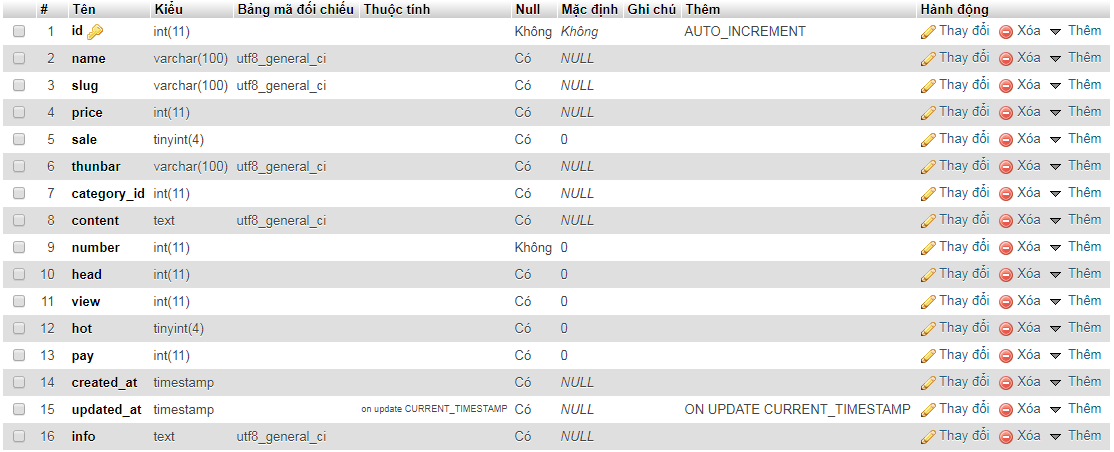 # Tên Kiểu Bảng mã đối chiếu Thuộc tính Null Mặc định Ghi chú Thêm Hành động
1 id int(11) Không Không AUTO_INCREMENT Thay đổi Xóa Thêm
2 name varchar(100) utf8_general_ci Có NULL Thay đổi Xóa Thêm
3 slug varchar(100) utf8_general_ci Có NULL Thay đổi Xóa Thêm
4 price int(11) Có NULL Thay đổi Xóa Thêm
5 sale tinyint(4) Có 0 Thay đổi Xóa Thêm
6 thunbar varchar(100) utf8_general_ci Có NULL Thay đổi Xóa Thêm
7 category_id int(11) Có NULL Thay đổi Xóa Thêm
8 content text utf8_general_ci Có NULL Thay đổi Xóa Thêm
9 number int(11) Không 0 Thay đổi Xóa Thêm
10 head int(11) Có 0 Thay đổi Xóa Thêm
11 view int(11) Có 0 Thay đổi Xóa Thêm
12 hot tinyint(4) Có 0 Thay đổi Xóa Thêm
13 pay int(11) Có 0 Thay đổi Xóa Thêm
14 created_at timestamp Có NULL Thay đổi Xóa Thêm
15 updated_at timestamp on update CURRENT_TIMESTAMP Có NULL ON UPDATE CURRENT_TIMESTAMP Thay đổi Xóa Thêm
16 info text utf8_general_ci Có NULL Thay đổi Xóa Thêm